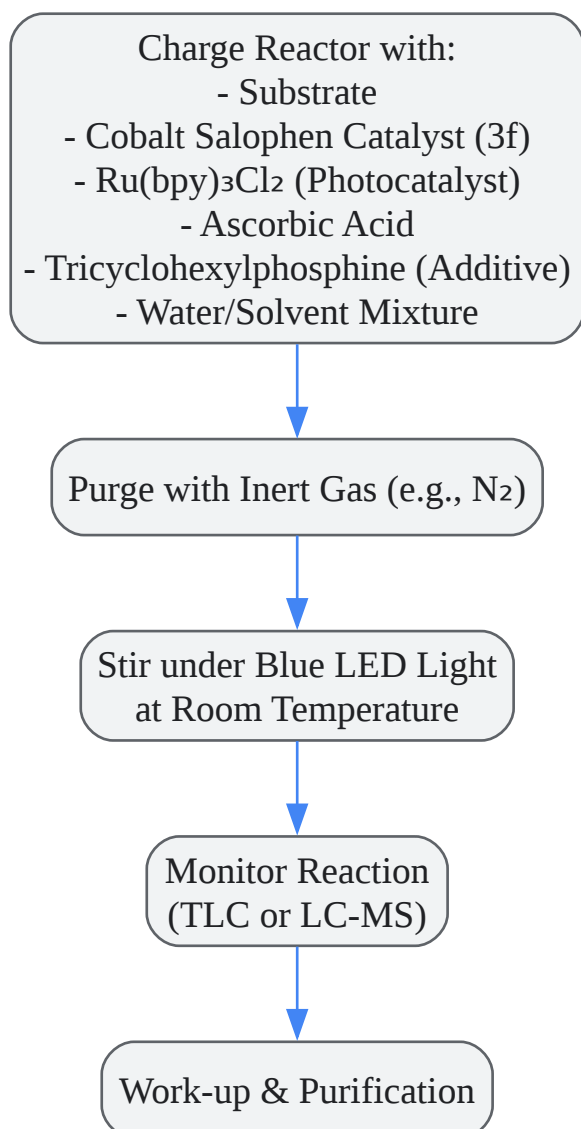 Charge Reactor with:
- Substrate
- Cobalt Salophen Catalyst (3f)
- Ru(bpy)₃Cl₂ (Photocatalyst)
- Ascorbic Acid
- Tricyclohexylphosphine (Additive)
- Water/Solvent Mixture
Purge with Inert Gas (e.g., N₂)
Stir under Blue LED Light
at Room Temperature
Monitor Reaction
(TLC or LC-MS)
Work-up & Purification